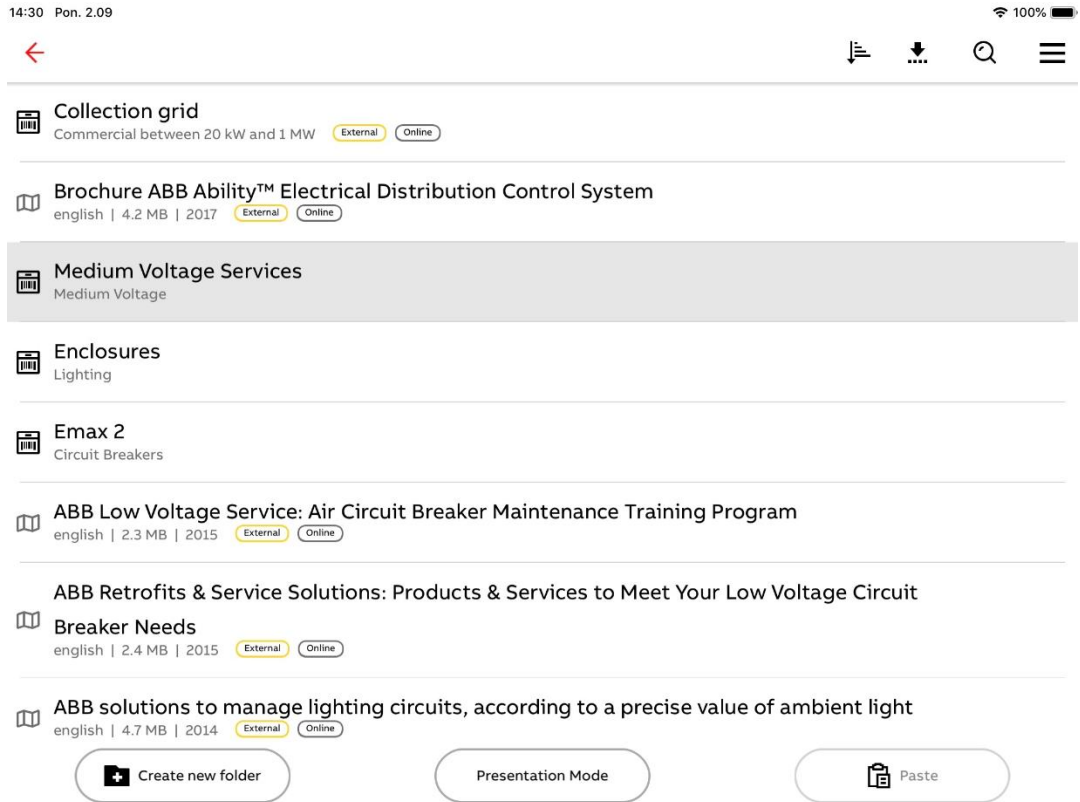 14:30 Pon. 2.09 100%
Collection grid
Commercial between 20 kW and 1 MW External Online
Brochure ABB Ability™ Electrical Distribution Control System
english | 4.2 MB | 2017 External Online
Medium Voltage Services
Medium Voltage
Enclosures
Lighting
Emax 2
Circuit Breakers
ABB Low Voltage Service: Air Circuit Breaker Maintenance Training Program
english | 2.3 MB | 2015 External Online
ABB Retrofits & Service Solutions: Products & Services to Meet Your Low Voltage Circuit
Breaker Needs
english | 2.4 MB | 2015 External Online
ABB solutions to manage lighting circuits, according to a precise value of ambient light
english | 4.7 MB | 2014 External Online
Create new folder Presentation Mode Paste